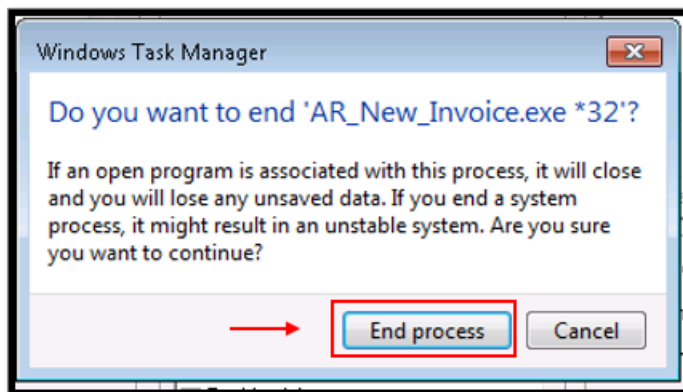 Windows Task Manager
Do you want to end 'AR_New_Invoice.exe *32'?
If an open program is associated with this process, it will close
and you will lose any unsaved data. If you end a system
process, it might result in an unstable system. Are you sure
you want to continue?
End process Cancel